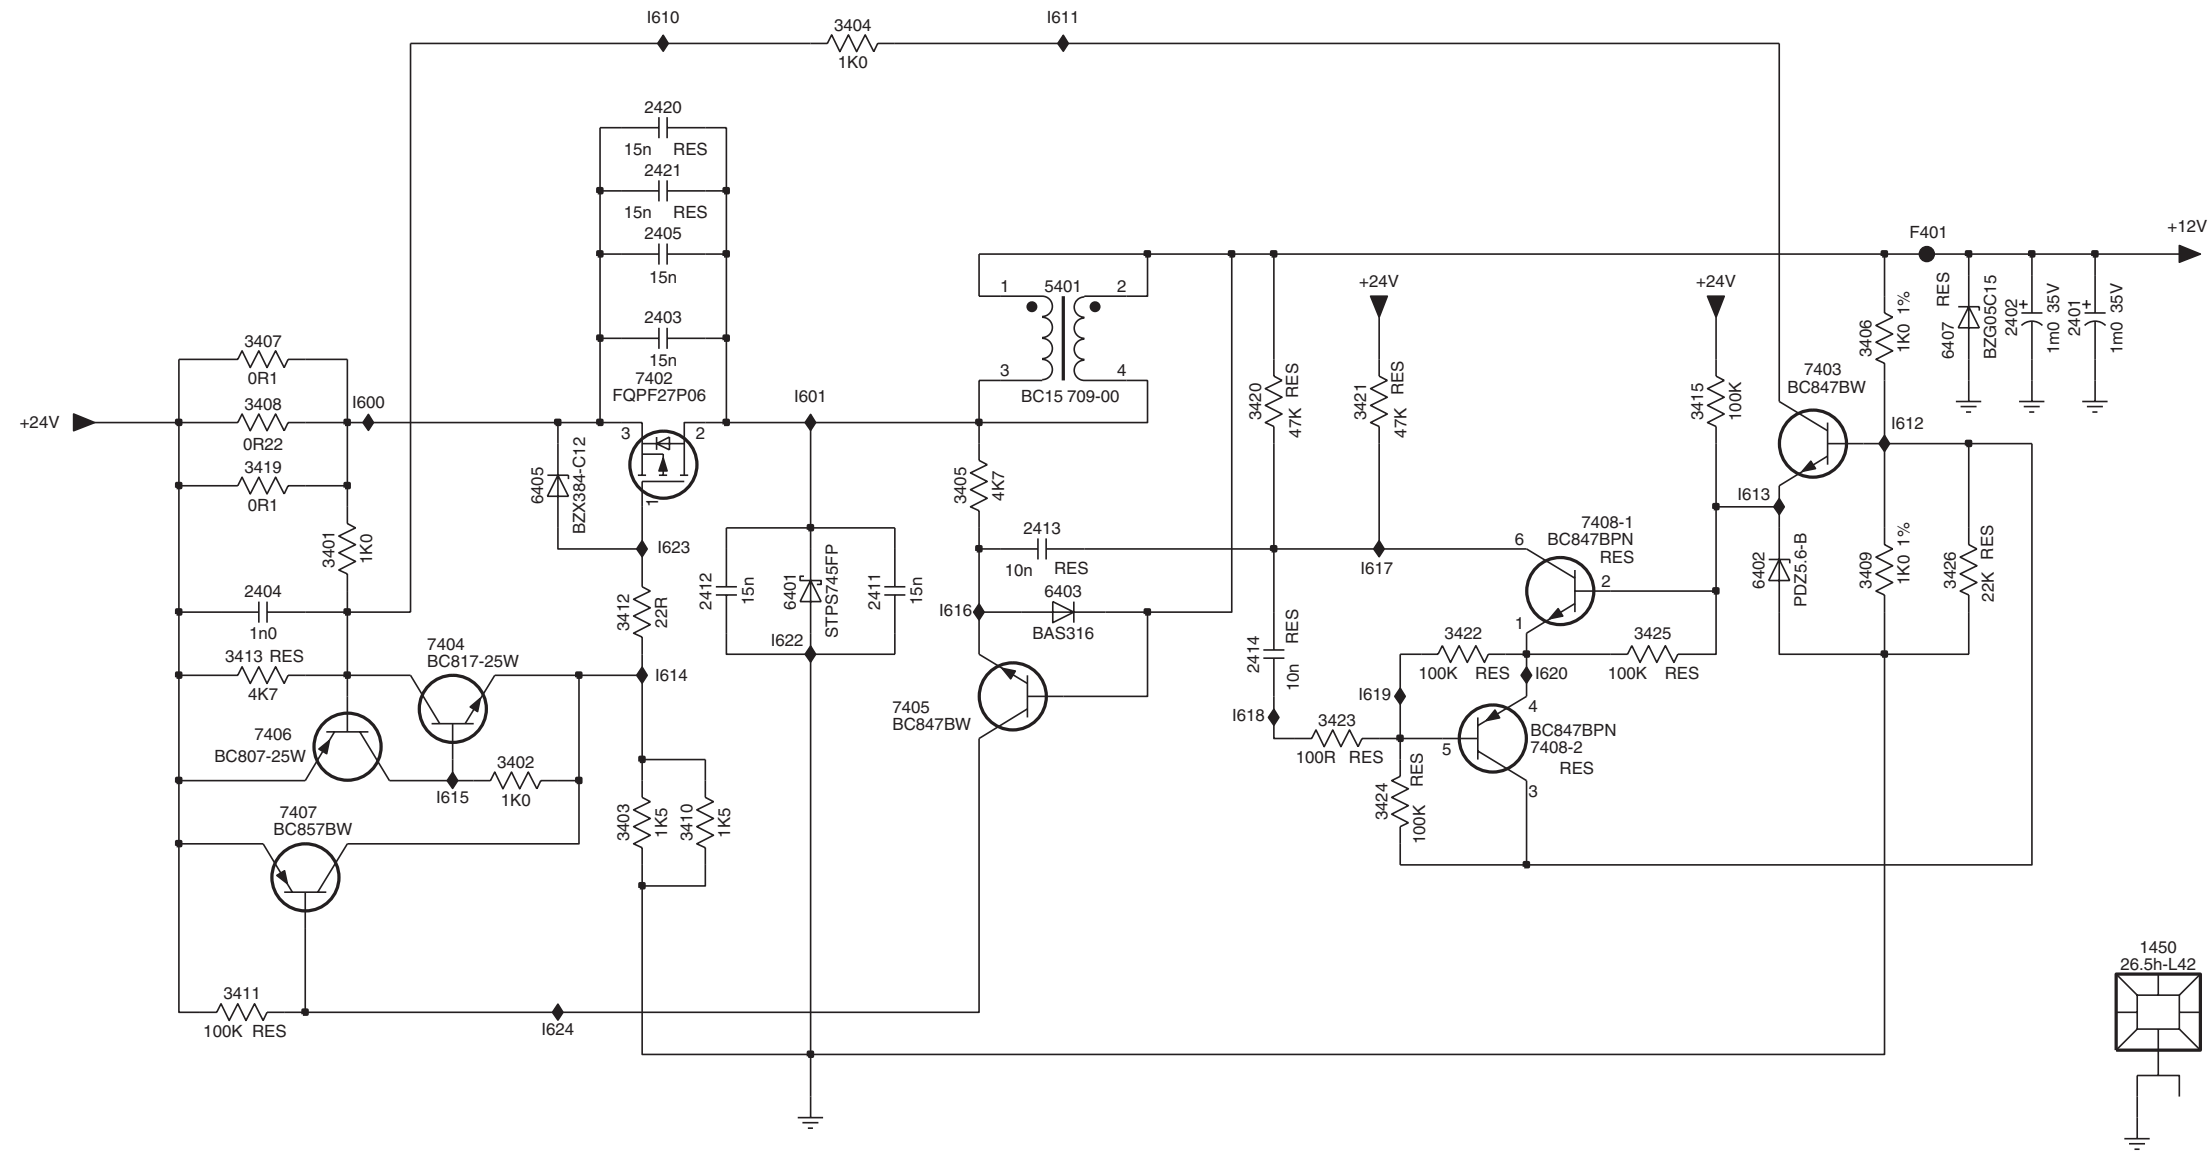 I610
3404
1K0
I611
2420
15n RES
2421
15n RES
2405
15n
2403
15n
7402
FQPF27P06
3
2
1
3407
0R1
3408
0R22
3419
0R1
+24V
I600
3401
1K0
2404
1n0
3413 RES
4K7
7404
BC817-25W
7406
BC807-25W
I615
3402
1K0
7407
BC857BW
3411
100K RES
I624
6405
BZX384-C12
I623
3412
22R
I614
3403
1K5
3410
1K5
I601
2412
15n
6401
STPS745FP
2411
15n
I622
1
5401
2
3
4
BC15 709-00
3405
4K7
2413
10n RES
I616
6403
BAS316
7405
BC847BW
3420
47K RES
+24V
3421
47K RES
I617
2414
10n RES
I618
3423
100R RES
I619
3422
100K RES
3424
100K RES
I620
3425
100K RES
6
7408-1
BC847BPN
RES
2
1
4
BC847BPN
7408-2
RES
5
3
+24V
3415
100K
I613
7403
BC847BW
6402
PDZ5.6-B
3406
1K0 1%
I612
3409
1K0 1%
3426
22K RES
F401
+12V
6407
BZG05C15
RES
2402
+
1m0 35V
2401
+
1m0 35V
1450
26.5h-L42